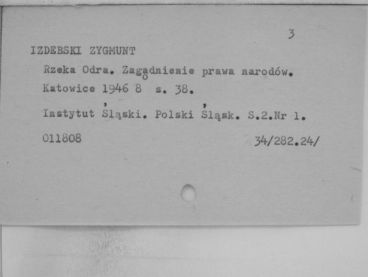 3
IZDEBSKI ZYGMUNT
Rzeka Odra. Zagadnienie prawa narodów.
Katowice 1946 8 s. 38.
Instytut Śląski. Polski Śląsk. S.2.Nr 1.
011808 34/282.24/